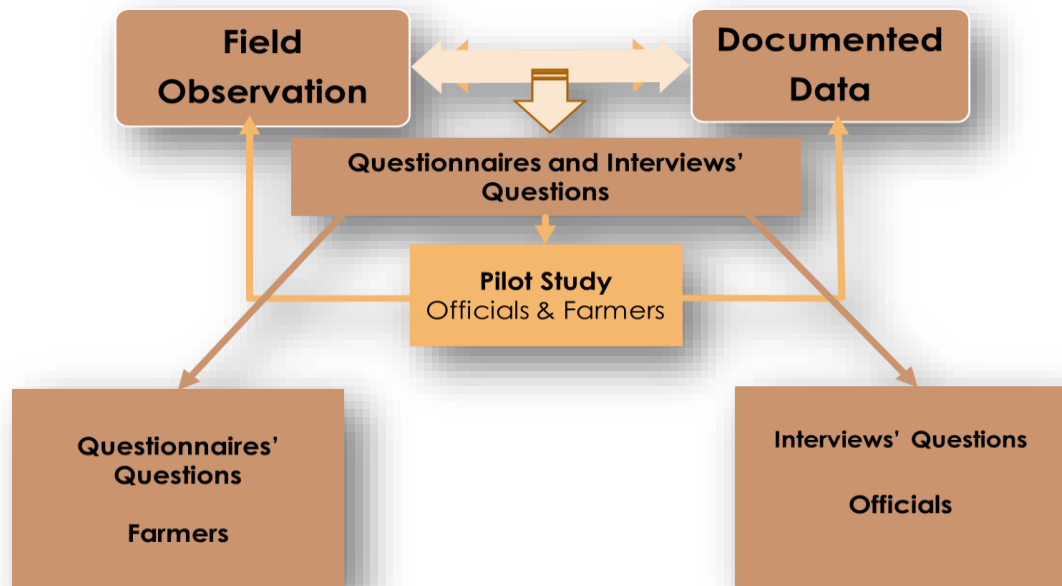 Field
Observation
Documented
Data
Questionnaires and Interviews’
Questions
Pilot Study
Officials & Farmers
Questionnaires’
Questions
Farmers
Interviews’ Questions
Officials